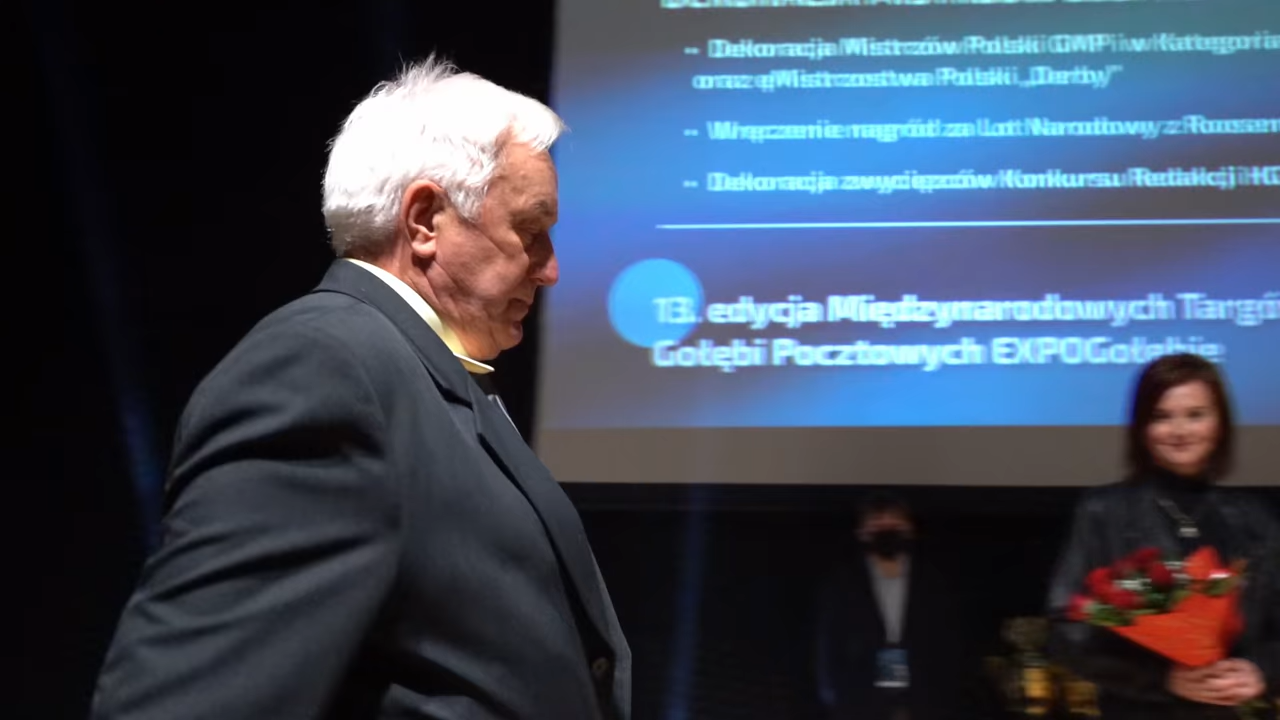 - Dekoracja Mistrzów Polski GMP i w Kategoria
oraz Mistrzostwa Polski „Derby”
- Wręczenie nagród za Lot Narodowy z
- Dekoracja zwycięzców Konkursu Redakcji
13. edycja Międzynarodowych Targó
Gołębi Pocztowych EXPOGołębie